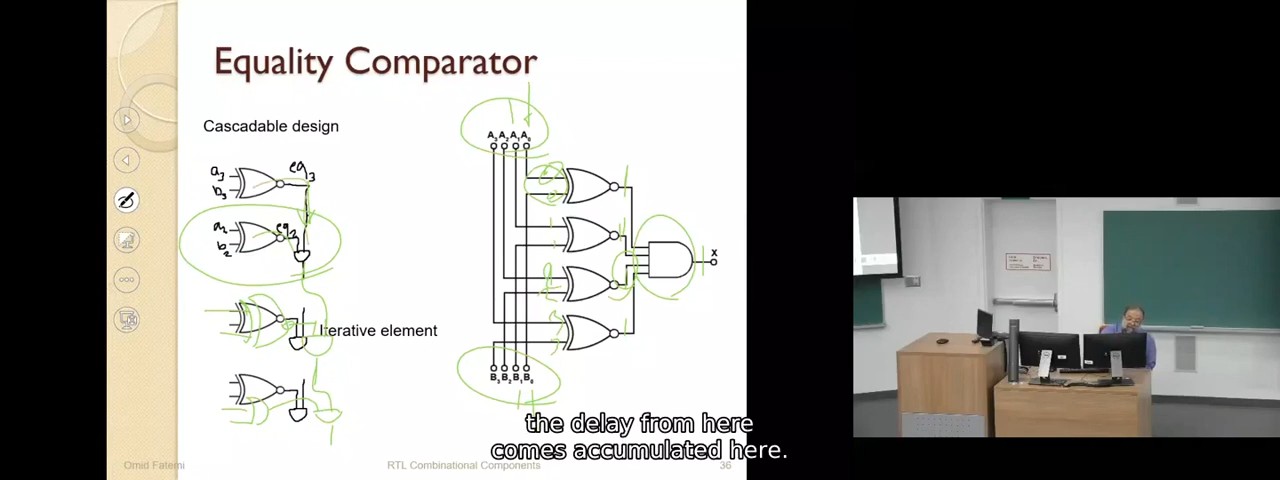 Equality Comparator
Cascadable design
a3
b3
eq3
a2
b2
eq2
Iterative element
A3 A2 A1 A0
B3 B2 B1 B0
X
the delay from here
comes accumulated here.
Omid Fatemi
RTL Combinational Components
36